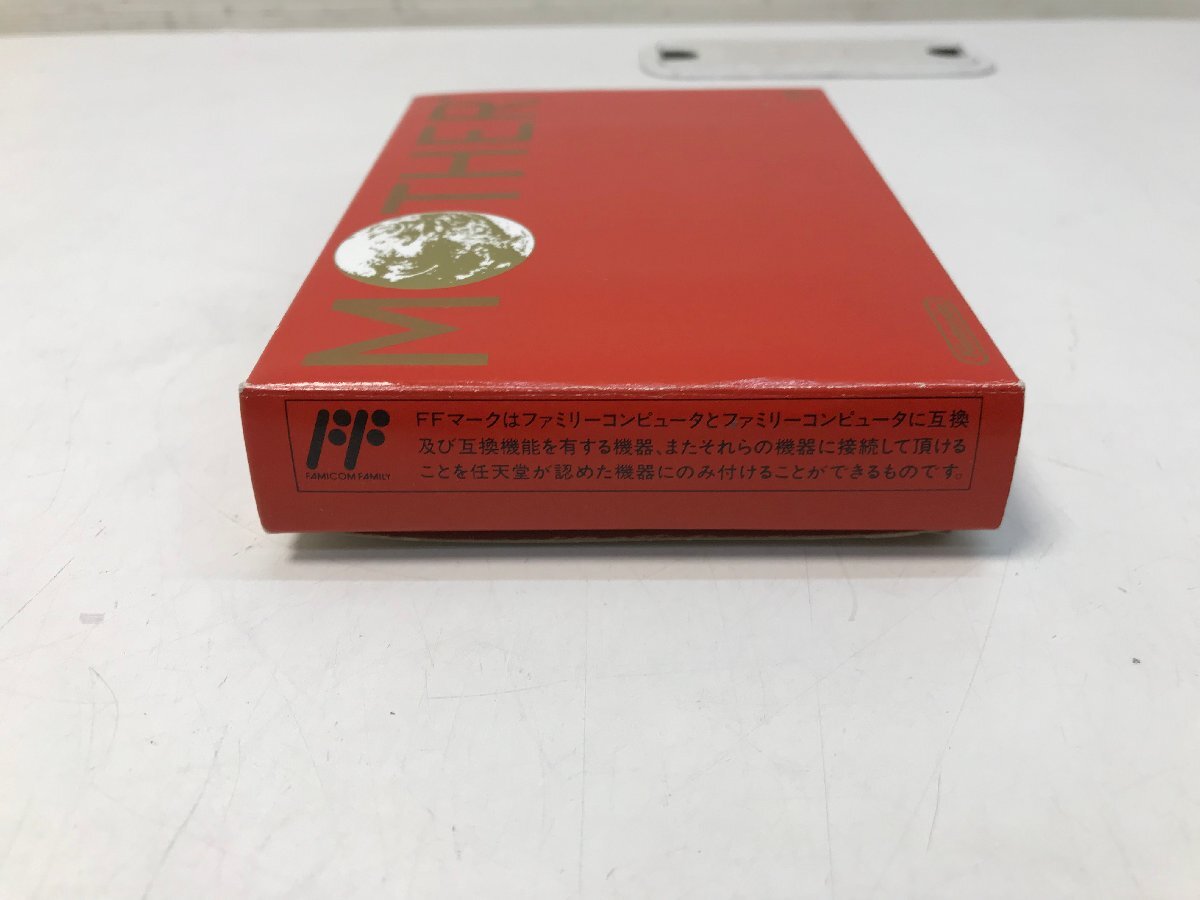 MOTHER
Nintendo
FFマークはファミリーコンピュータとファミリーコンピュータに互換
及び互換機能を有する機器、またそれらの機器に接続して頂ける
ことを任天堂が認めた機器にのみ付けることができるものです。
FAMICOM FAMILY